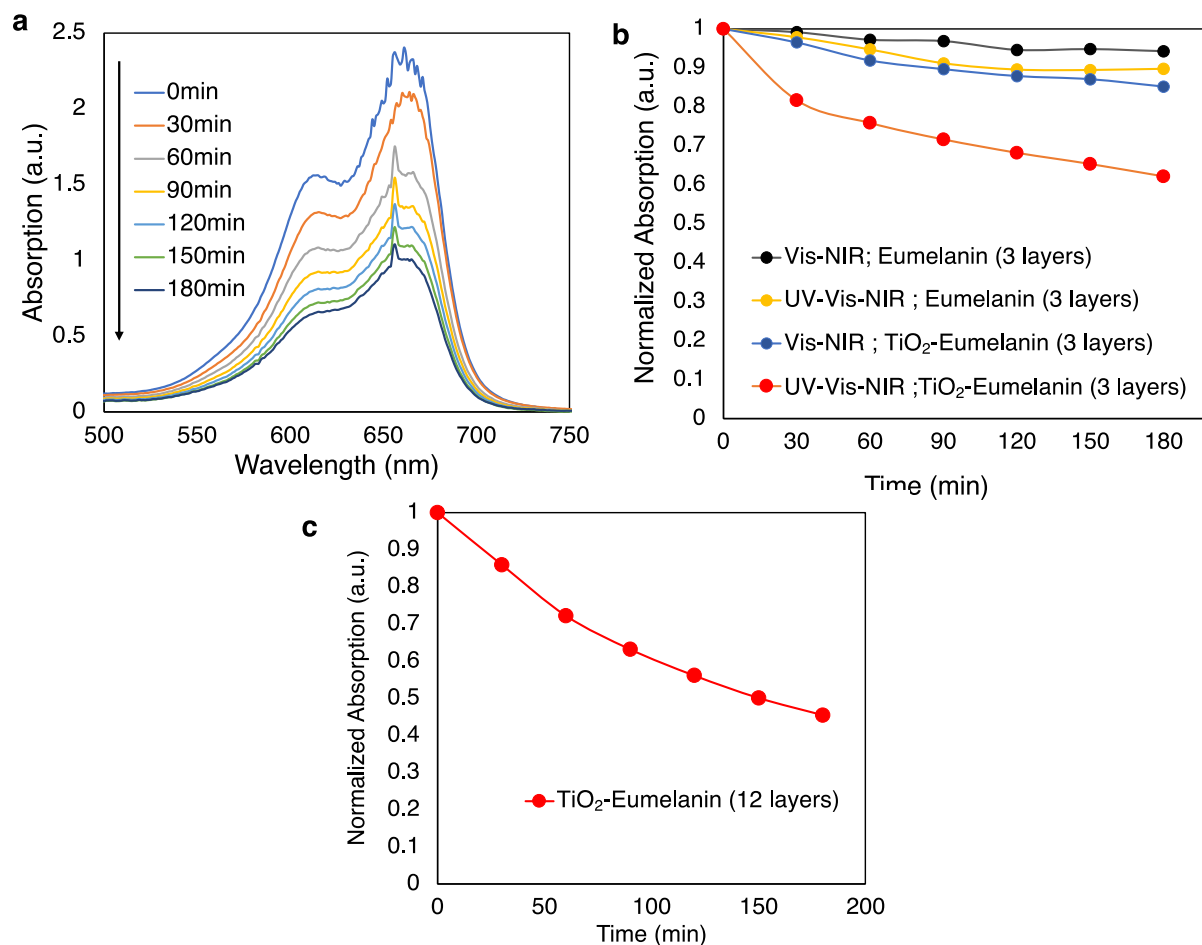 a
2.5
2
1.5
1
0.5
0
Absorption (a.u.)
0min
30min
60min
90min
120min
150min
180min
500 550 600 650 700 750
Wavelength (nm)
b
1
0.9
0.8
0.7
0.6
0.5
0.4
0.3
0.2
0.1
0
Normalized Absorption (a.u.)
Vis-NIR; Eumelanin (3 layers)
UV-Vis-NIR ; Eumelanin (3 layers)
Vis-NIR ; TiO₂-Eumelanin (3 layers)
UV-Vis-NIR ;TiO₂-Eumelanin (3 layers)
0 30 60 90 120 150 180
Time (min)
c
1
0.9
0.8
0.7
0.6
0.5
0.4
0.3
0.2
0.1
0
Normalized Absorption (a.u.)
TiO₂-Eumelanin (12 layers)
0 50 100 150 200
Time (min)